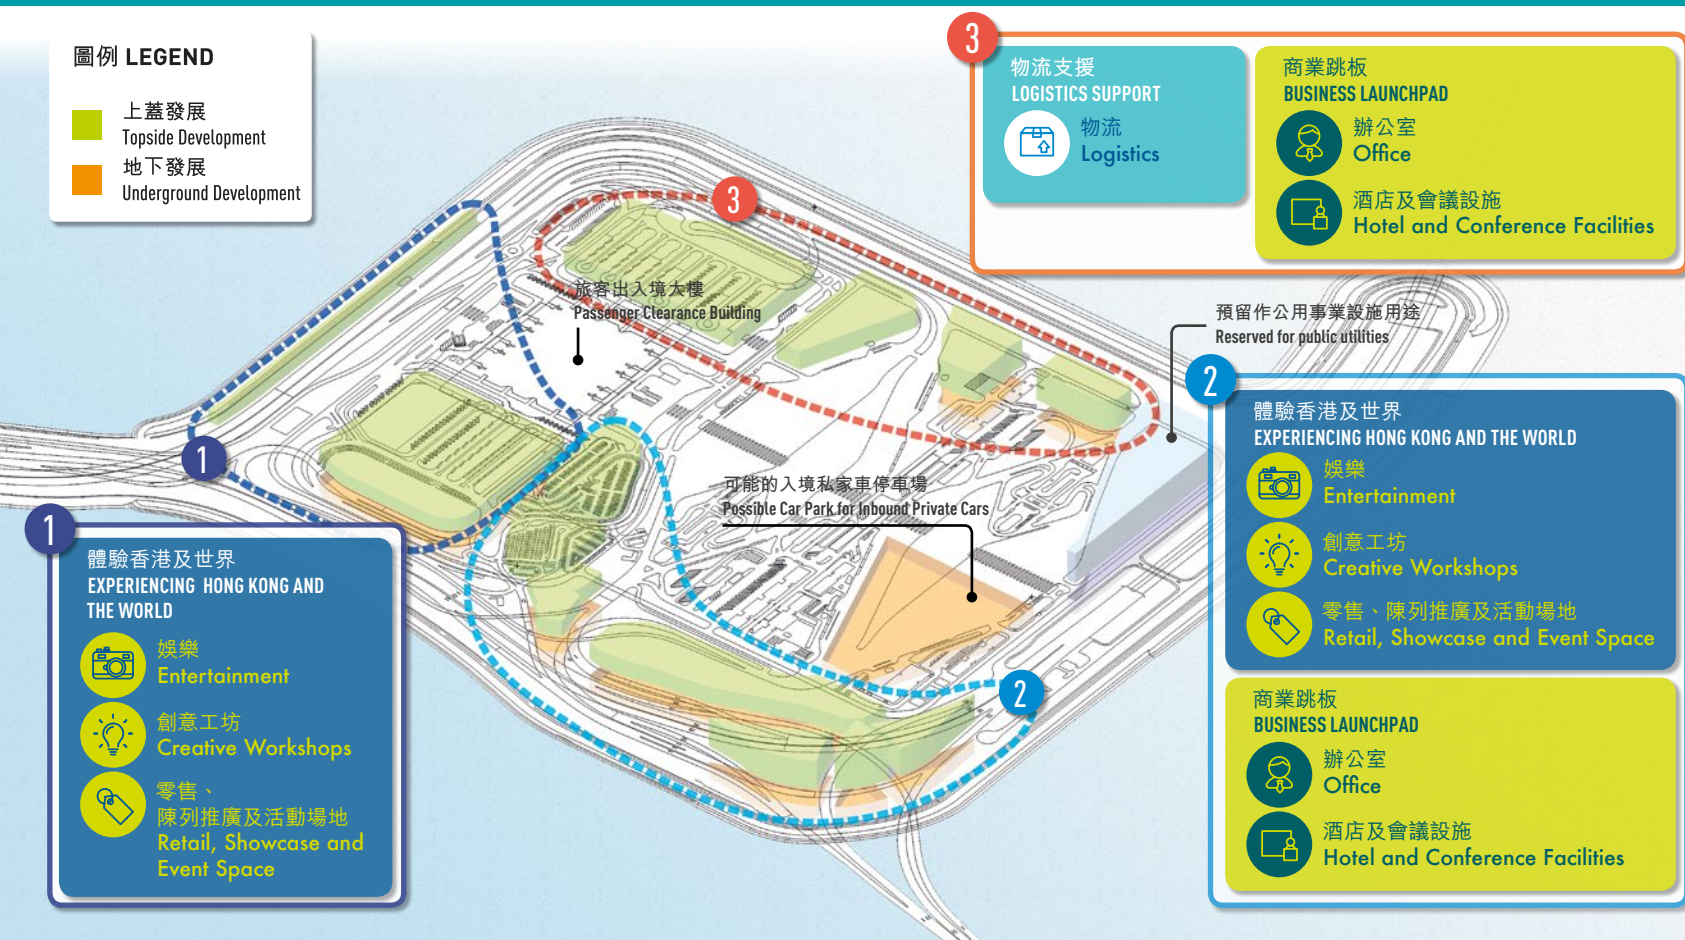 圖例 LEGEND
上蓋發展
Topside Development
地下發展
Underground Development
3
物流支援
LOGISTICS SUPPORT
物流
Logistics
商業跳板
BUSINESS LAUNCHPAD
辦公室
Office
酒店及會議設施
Hotel and Conference Facilities
3
旅客出入境大樓
Passenger Clearance Building
預留作公用事業設施用途
Reserved for public utilities
1
可能的入境私家車停車場
Possible Car Park for Inbound Private Cars
2
1
體驗香港及世界
EXPERIENCING HONG KONG AND
THE WORLD
娛樂
Entertainment
創意工坊
Creative Workshops
零售、
陳列推廣及活動場地
Retail, Showcase and
Event Space
2
體驗香港及世界
EXPERIENCING HONG KONG AND THE WORLD
娛樂
Entertainment
創意工坊
Creative Workshops
零售、陳列推廣及活動場地
Retail, Showcase and Event Space
商業跳板
BUSINESS LAUNCHPAD
辦公室
Office
酒店及會議設施
Hotel and Conference Facilities